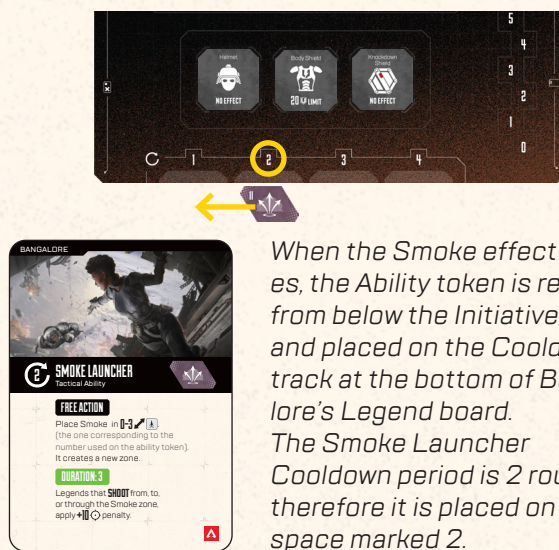 5
4
3
2
1
0
Helmet
NO EFFECT
Body Shield
20 LIMIT
Knockdown
Shield
NO EFFECT
1
2
3
4
II
BANGALORE
2
SMOKE LAUNCHER
Tactical Ability
FREE ACTION
Place Smoke in 0-3
(the one corresponding to the
number used on the ability token).
It creates a new zone.
DURATION: 3
Legends that SHOOT from, to,
or through the Smoke zone,
apply +10 penalty.
When the Smoke effect
es, the Ability token is re
from below the Initiative
and placed on the Coold
track at the bottom of B
lore's Legend board.
The Smoke Launcher
Cooldown period is 2 rou
therefore it is placed on
space marked 2.